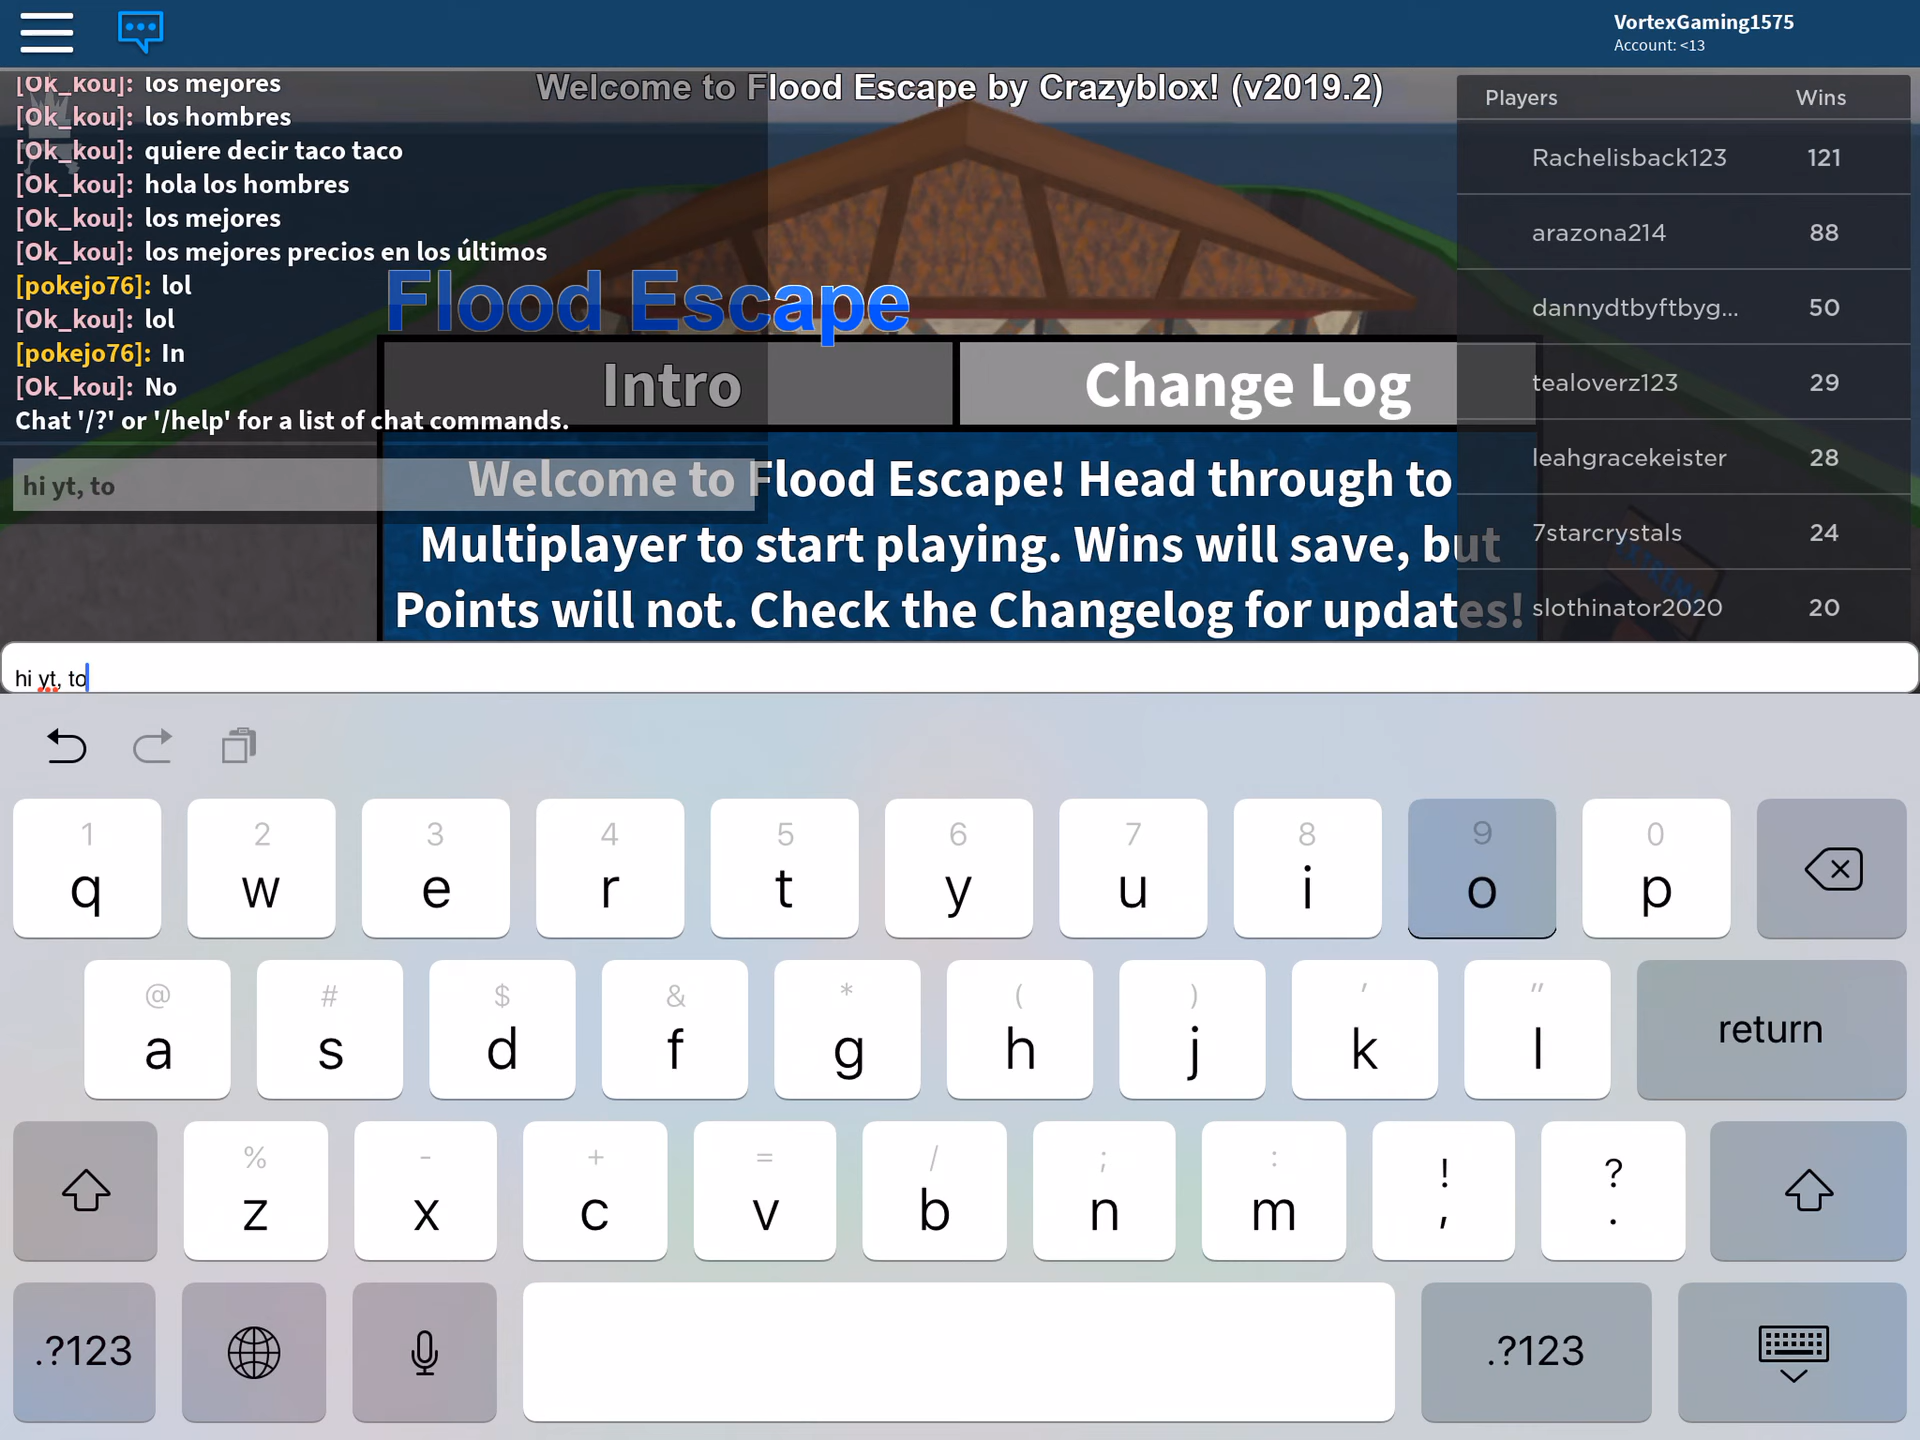 VortexGaming1575
Account: <13
Welcome to Flood Escape by Crazyblox! (v2019.2)
[Ok_kou]: los mejores
[Ok_kou]: los hombres
[Ok_kou]: quiere decir taco taco
[Ok_kou]: hola los hombres
[Ok_kou]: los mejores
[Ok_kou]: los mejores precios en los últimos
[pokejo76]: lol
[Ok_kou]: lol
[pokejo76]: In
[Ok_kou]: No
Chat '/?' or '/help' for a list of chat commands.
hi yt, to
Flood Escape
Intro
Change Log
Welcome to Flood Escape! Head through to
Multiplayer to start playing. Wins will save, but
Points will not. Check the Changelog for updates!
Players Wins
Rachelisback123 121
arazona214 88
dannydtbyftbyg... 50
tealoverz123 29
leahgracekeister 28
7starcrystals 24
slothinator2020 20
hi yt, to
1 2 3 4 5 6 7 8 9 0
q w e r t y u i o p
@ # $ & * ( ) ' "
a s d f g h j k l return
% - + = / ; : ! ?
z x c v b n m , .
.?123 .?123